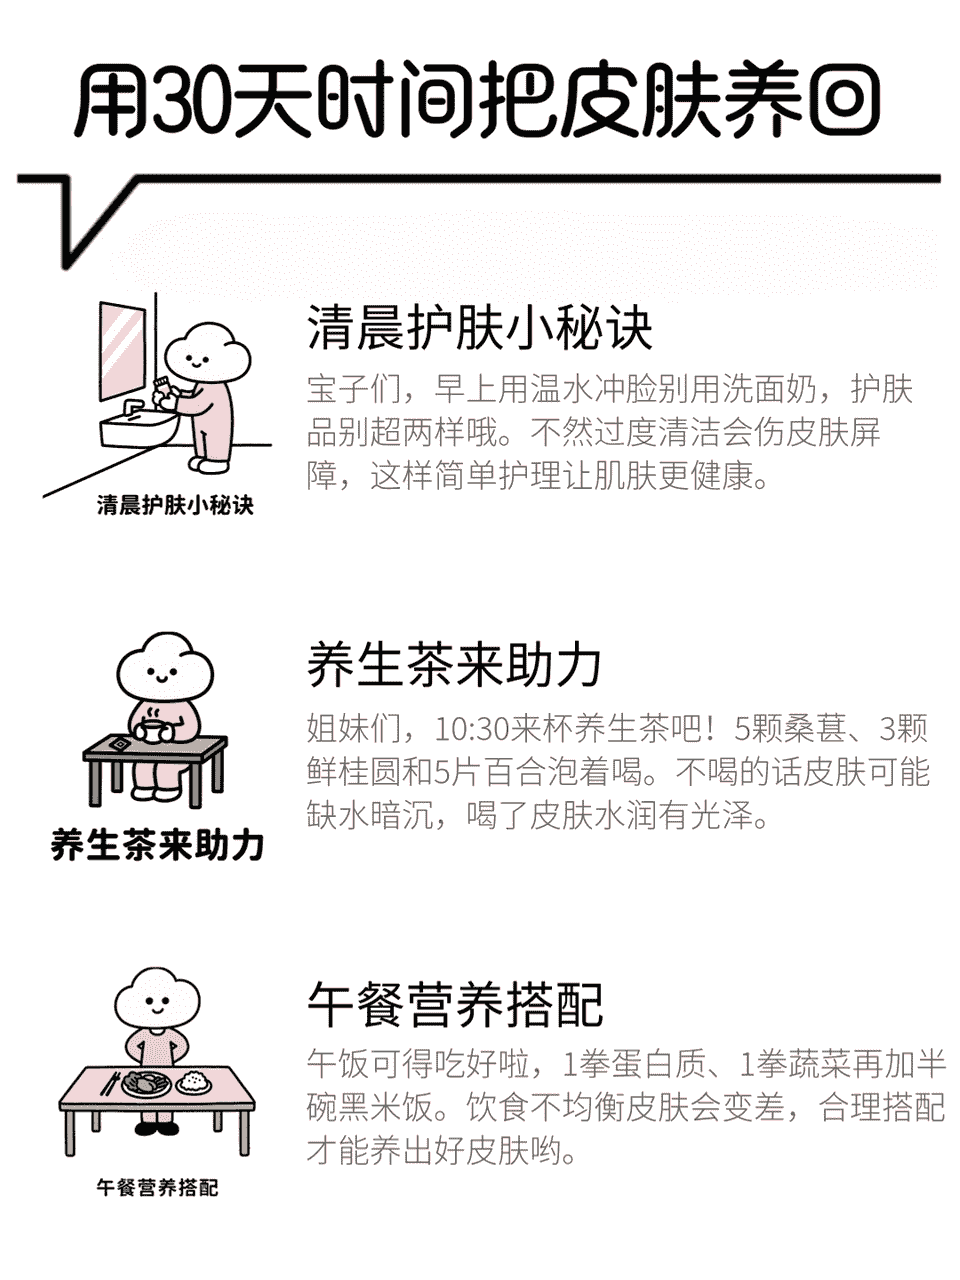 用30天时间把皮肤养回
清晨护肤小秘诀
宝子们，早上用温水冲脸别用洗面奶，护肤
品别超两样哦。不然过度清洁会伤皮肤屏
障，这样简单护理让肌肤更健康。
清晨护肤小秘诀
养生茶来助力
姐妹们，10:30来杯养生茶吧！5颗桑葚、3颗
鲜桂圆和5片百合泡着喝。不喝的话皮肤可能
缺水暗沉，喝了皮肤水润有光泽。
养生茶来助力
午餐营养搭配
午饭可得吃好啦，1拳蛋白质、1拳蔬菜再加半
碗黑米饭。饮食不均衡皮肤会变差，合理搭配
才能养出好皮肤哟。
午餐营养搭配